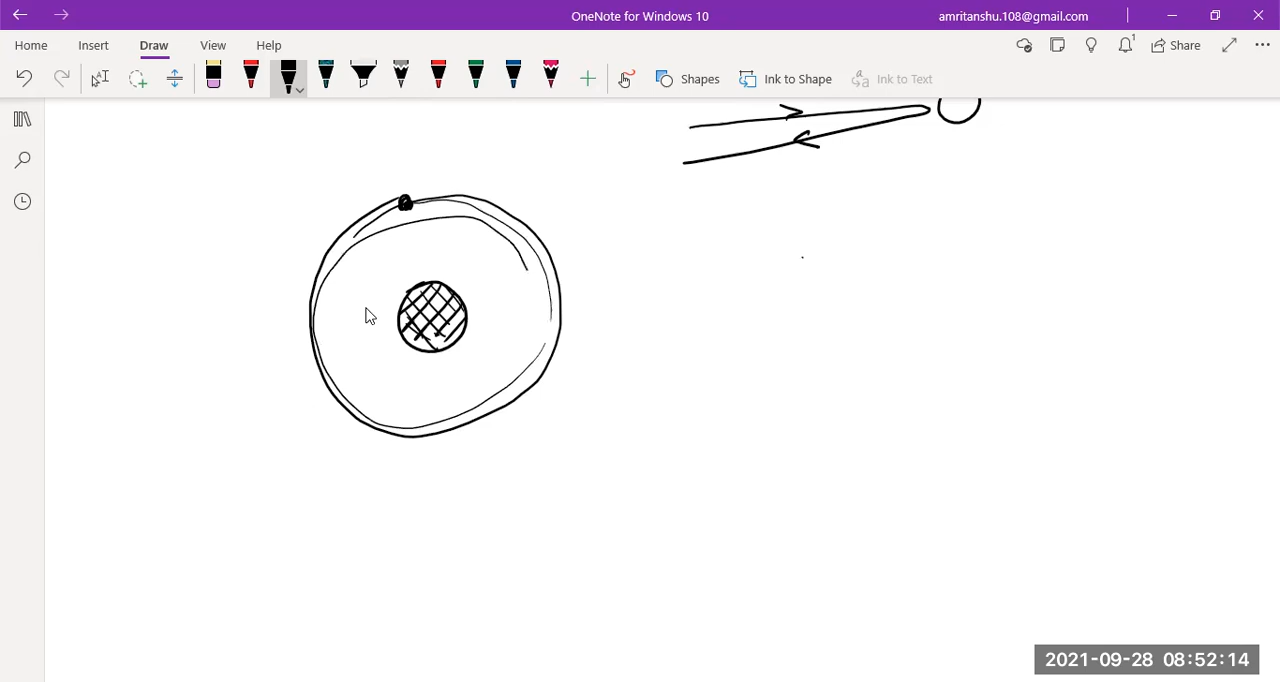 OneNote for Windows 10
amritanshu.108@gmail.com
Home Insert Draw View Help
1
Share
Shapes
Ink to Shape
Ink to Text
2021-09-28 08:52:14